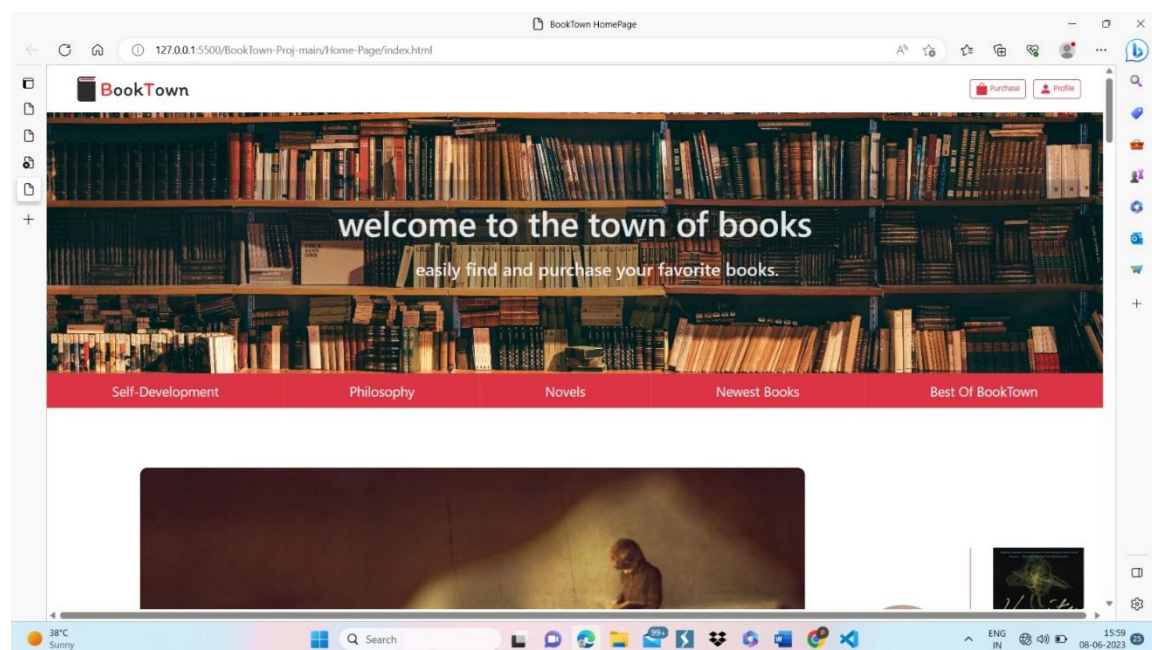 BookTown HomePage
127.0.0.1:5500/BookTown-Proj-main/Home-Page/index.html
BookTown
Purchase
Profile
welcome to the town of books
easily find and purchase your favorite books.
Self-Development
Philosophy
Novels
Newest Books
Best Of BookTown
38°C
Sunny
Search
99+
ENG
IN
15:59
08-06-2023
25